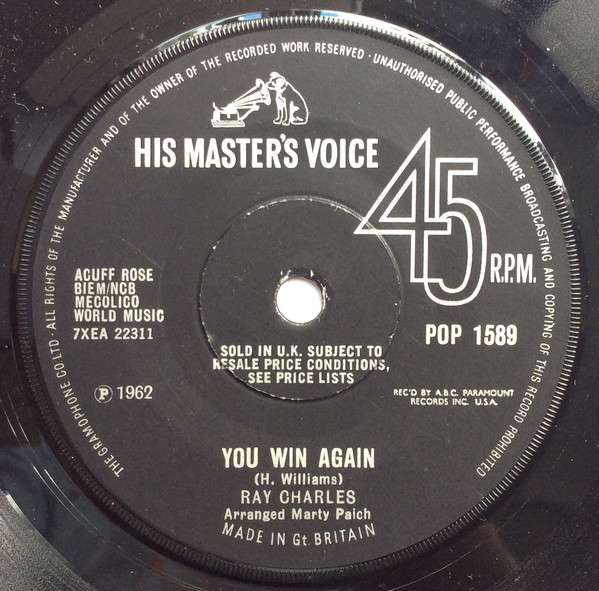 THE GRAMOPHONE CO LTD · ALL RIGHTS OF THE MANUFACTURER AND OF THE OWNER OF THE RECORDED WORK RESERVED · UNAUTHORISED PUBLIC PERFORMANCE BROADCASTING AND COPYING OF THIS RECORD PROHIBITED
HIS MASTER'S VOICE
45 R.P.M.
ACUFF ROSE
BIEM/NCB
MECOLICO
WORLD MUSIC
7XEA 22311
POP 1589
SOLD IN U.K. SUBJECT TO
RESALE PRICE CONDITIONS,
SEE PRICE LISTS
Ⓟ 1962
REC'D BY A.B.C. PARAMOUNT
RECORDS INC. U.S.A.
YOU WIN AGAIN
(H. Williams)
RAY CHARLES
Arranged Marty Paich
MADE IN Gt. BRITAIN